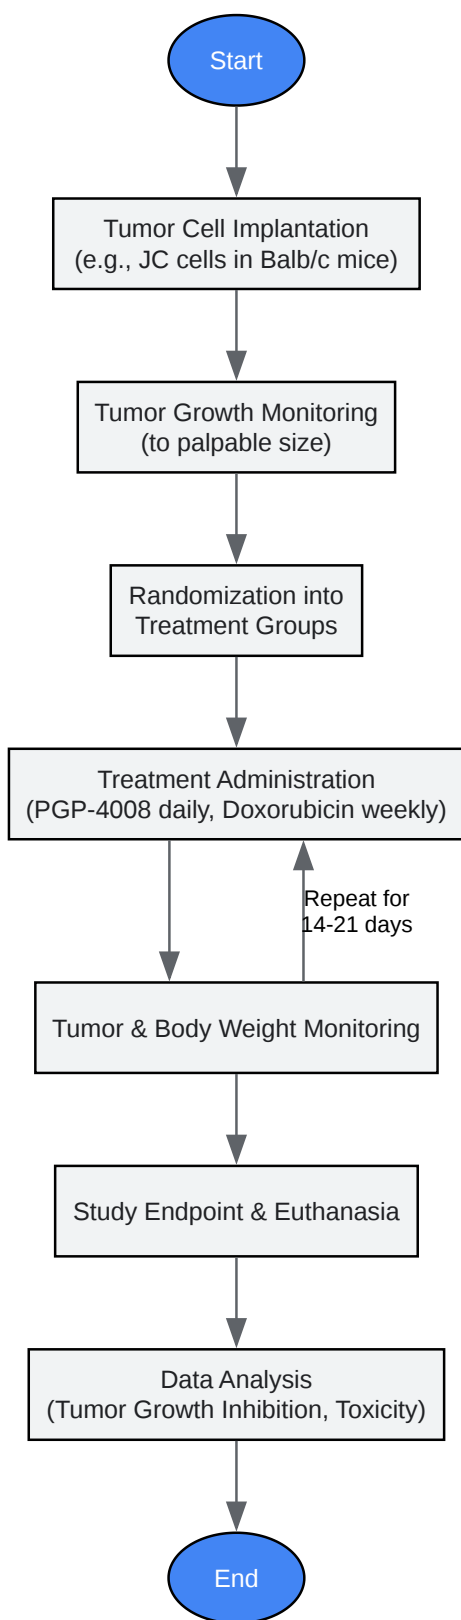 Start
Tumor Cell Implantation
(e.g., JC cells in Balb/c mice)
Tumor Growth Monitoring
(to palpable size)
Randomization into
Treatment Groups
Treatment Administration
(PGP-4008 daily, Doxorubicin weekly)
Repeat for
14-21 days
Tumor & Body Weight Monitoring
Study Endpoint & Euthanasia
Data Analysis
(Tumor Growth Inhibition, Toxicity)
End